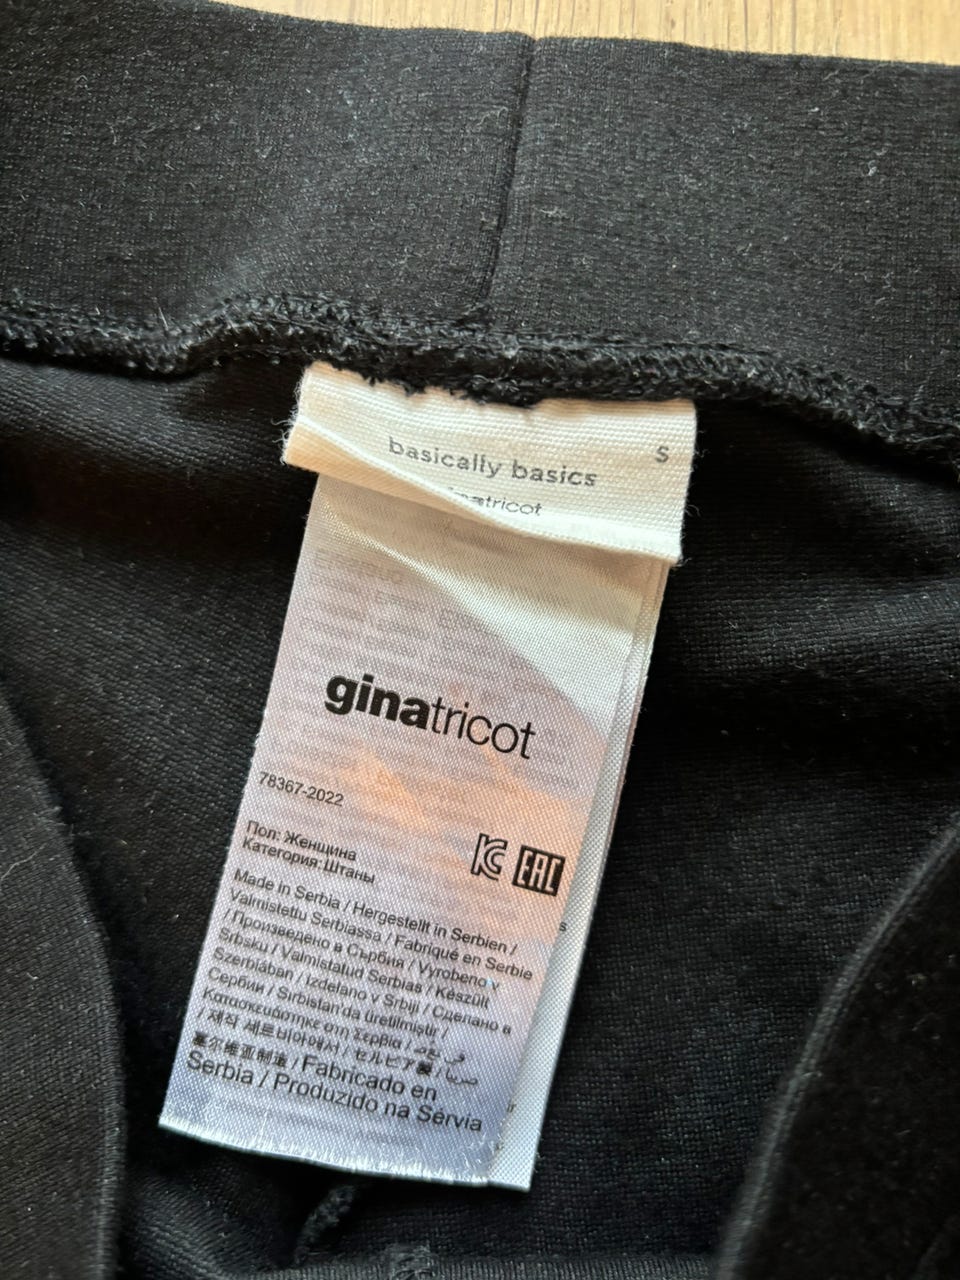 S
basically basics
tricot
ginatricot
78367-2022
Пол: Женщина
Категория: Штаны
EAC
Made in Serbia / Hergestellt in Serbien /
Valmistettu Serbiassa / Fabriqué en Serbie
/ Произведено в Сърбия / Vyrobeno v
Srbsku / Valmistatud Serbias / Készült
Szerbiában / Izdelano v Srbiji / Сделано в
Сербии / Sırbistan'da üretilmiştir /
Κατασκευάστηκε στη Σερβία /
/ 제작 세르비아에서 / セルビア製 /
塞尔维亚制造 / Fabricado en
Serbia / Produzido na Sérvia